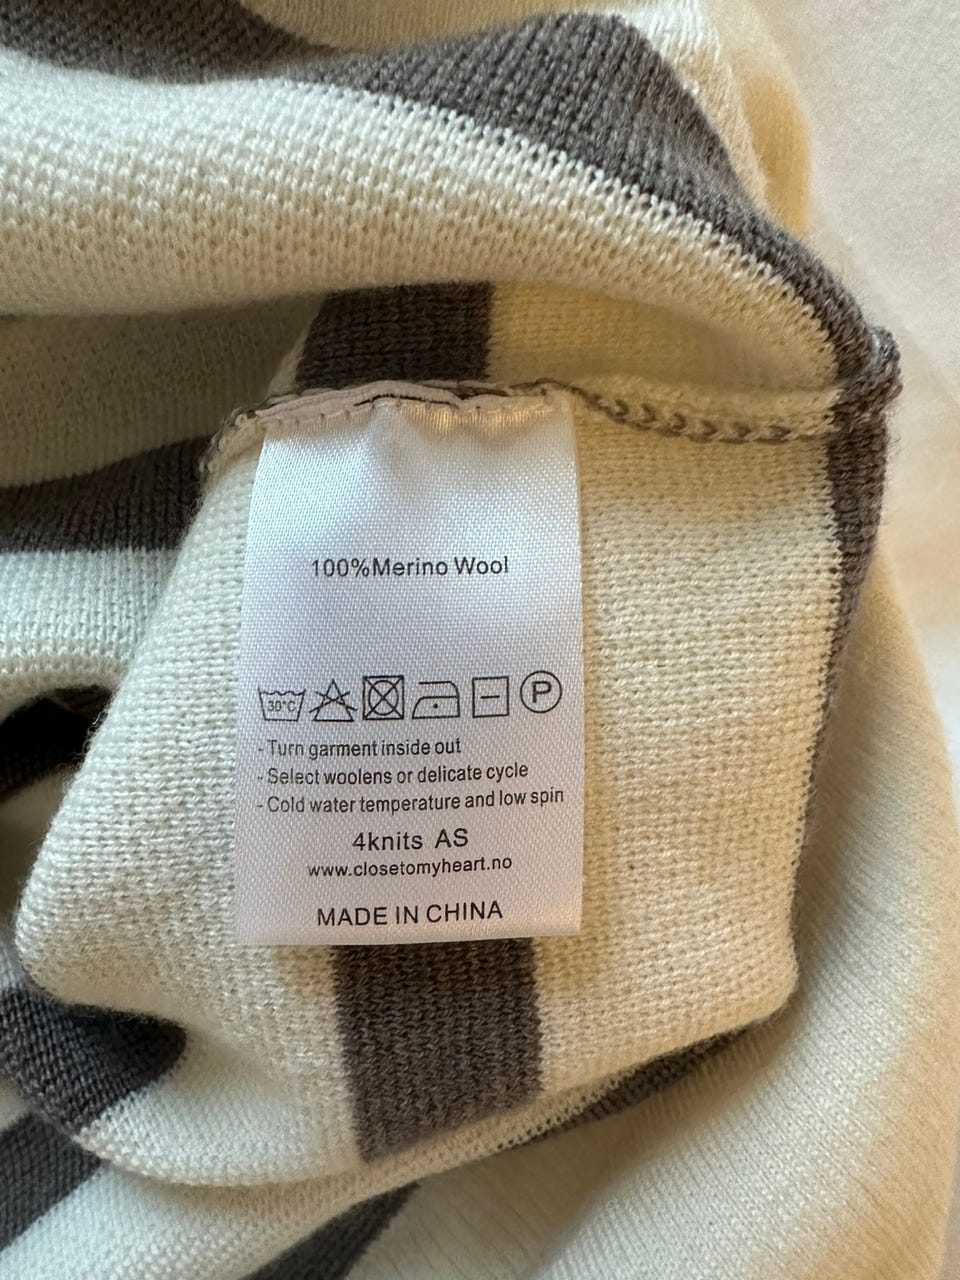 100%Merino Wool
30°C P
- Turn garment inside out
- Select woolens or delicate cycle
- Cold water temperature and low spin
4knits AS
www.closetomyheart.no
MADE IN CHINA